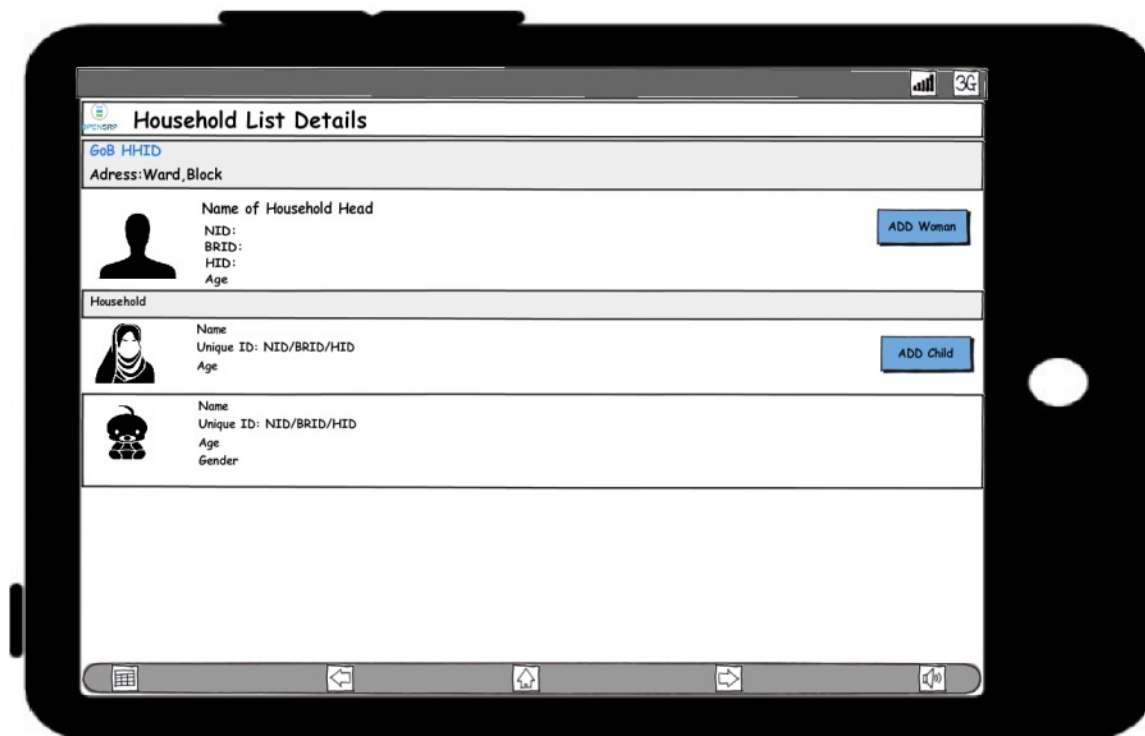 3G
OPENSRP
Household List Details
GoB HHID
Adress:Ward,Block
Name of Household Head
NID:
BRID:
HID:
Age
ADD Woman
Household
Name
Unique ID: NID/BRID/HID
Age
ADD Child
Name
Unique ID: NID/BRID/HID
Age
Gender